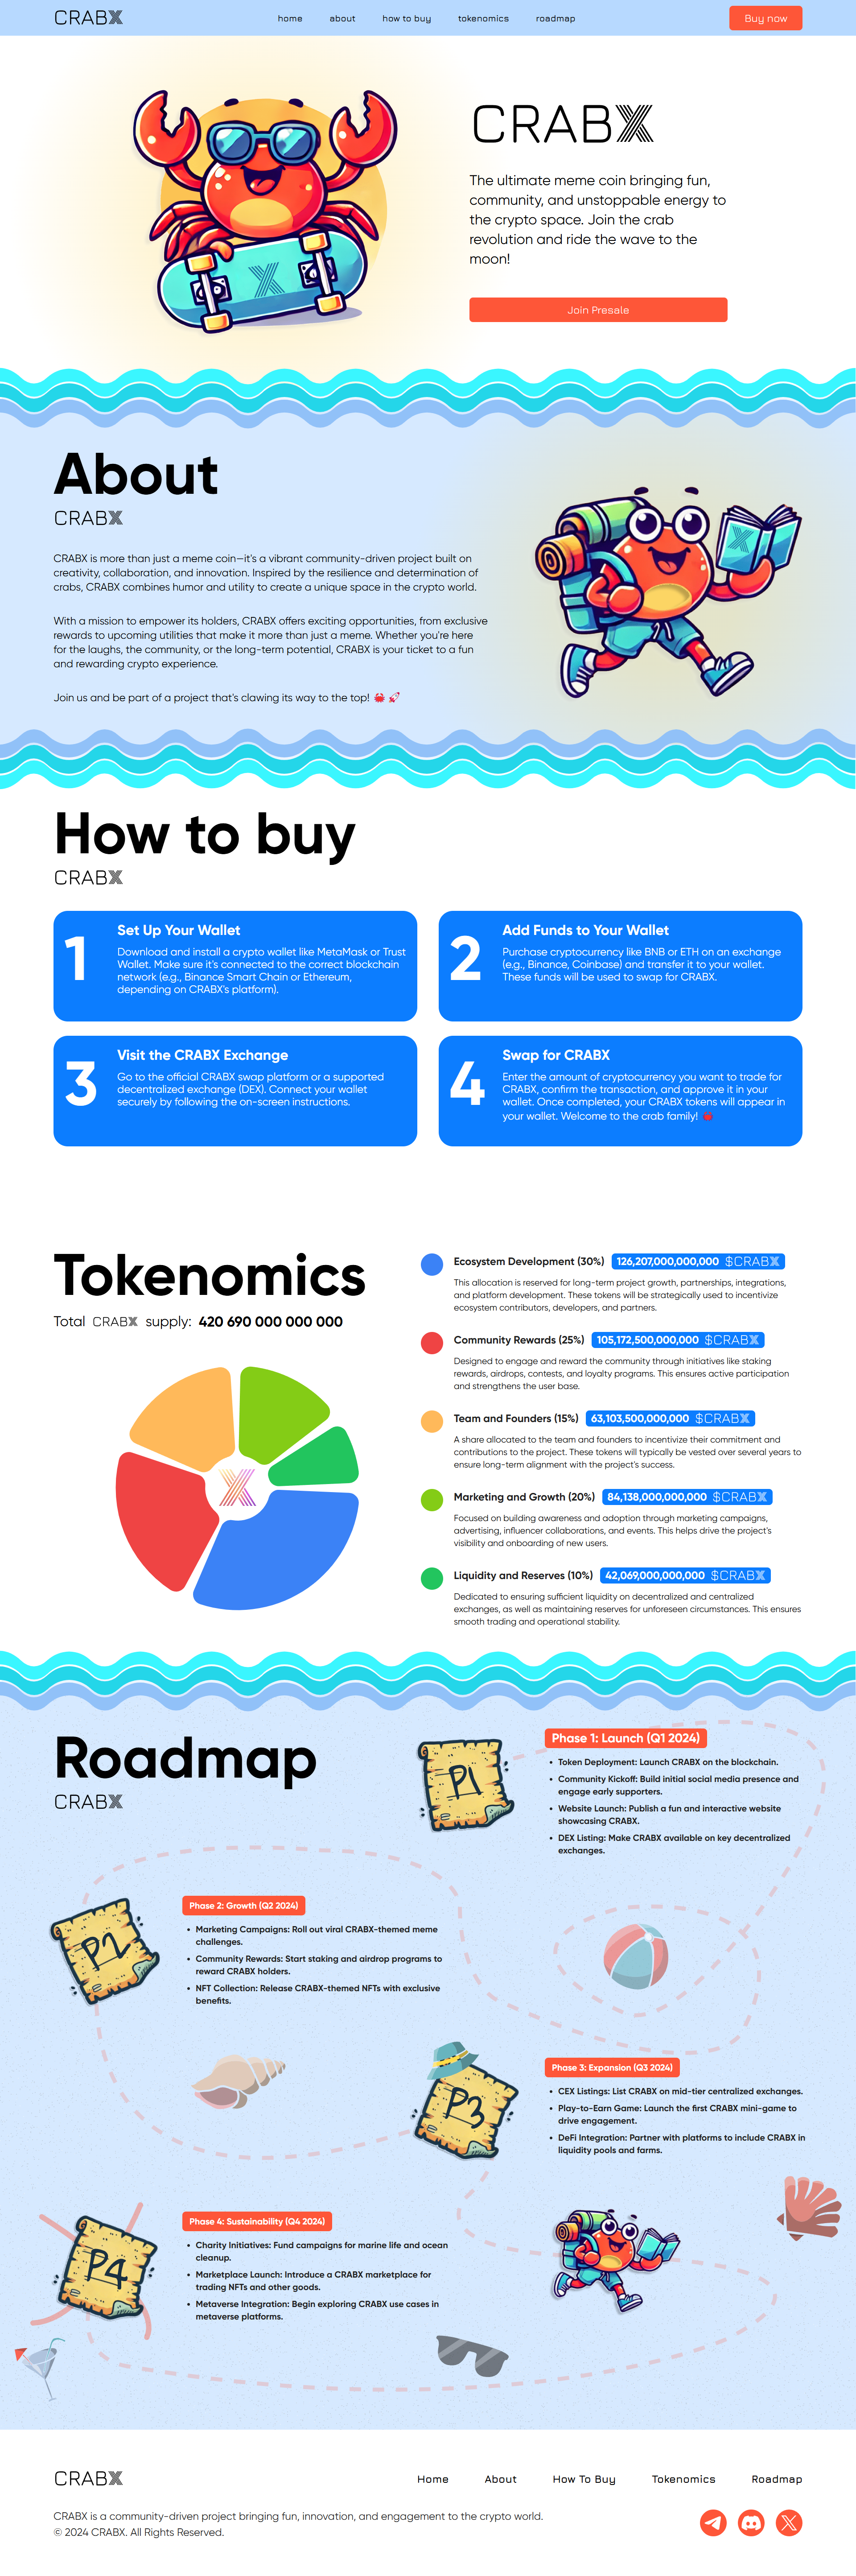 CRABX
home about how to buy tokenomics roadmap
Buy now
CRABX
The ultimate meme coin bringing fun,
community, and unstoppable energy to
the crypto space. Join the crab
revolution and ride the wave to the
moon!
Join Presale
X
About
CRABX
CRABX is more than just a meme coin—it's a vibrant community-driven project built on
creativity, collaboration, and innovation. Inspired by the resilience and determination of
crabs, CRABX combines humor and utility to create a unique space in the crypto world.
With a mission to empower its holders, CRABX offers exciting opportunities, from exclusive
rewards to upcoming utilities that make it more than just a meme. Whether you're here
for the laughs, the community, or the long-term potential, CRABX is your ticket to a fun
and rewarding crypto experience.
Join us and be part of a project that's clawing its way to the top! 🦀 🚀
X
How to buy
CRABX
1
Set Up Your Wallet
Download and install a crypto wallet like MetaMask or Trust
Wallet. Make sure it's connected to the correct blockchain
network (e.g., Binance Smart Chain or Ethereum,
depending on CRABX's platform).
2
Add Funds to Your Wallet
Purchase cryptocurrency like BNB or ETH on an exchange
(e.g., Binance, Coinbase) and transfer it to your wallet.
These funds will be used to swap for CRABX.
3
Visit the CRABX Exchange
Go to the official CRABX swap platform or a supported
decentralized exchange (DEX). Connect your wallet
securely by following the on-screen instructions.
4
Swap for CRABX
Enter the amount of cryptocurrency you want to trade for
CRABX, confirm the transaction, and approve it in your
wallet. Once completed, your CRABX tokens will appear in
your wallet. Welcome to the crab family! 🦀
Tokenomics
Total CRABX supply: 420 690 000 000 000
X
Ecosystem Development (30%) 126,207,000,000,000 $CRABX
This allocation is reserved for long-term project growth, partnerships, integrations,
and platform development. These tokens will be strategically used to incentivize
ecosystem contributors, developers, and partners.
Community Rewards (25%) 105,172,500,000,000 $CRABX
Designed to engage and reward the community through initiatives like staking
rewards, airdrops, contests, and loyalty programs. This ensures active participation
and strengthens the user base.
Team and Founders (15%) 63,103,500,000,000 $CRABX
A share allocated to the team and founders to incentivize their commitment and
contributions to the project. These tokens will typically be vested over several years to
ensure long-term alignment with the project's success.
Marketing and Growth (20%) 84,138,000,000,000 $CRABX
Focused on building awareness and adoption through marketing campaigns,
advertising, influencer collaborations, and events. This helps drive the project's
visibility and onboarding of new users.
Liquidity and Reserves (10%) 42,069,000,000,000 $CRABX
Dedicated to ensuring sufficient liquidity on decentralized and centralized
exchanges, as well as maintaining reserves for unforeseen circumstances. This ensures
smooth trading and operational stability.
Roadmap
CRABX
P1
Phase 1: Launch (Q1 2024)
• Token Deployment: Launch CRABX on the blockchain.
• Community Kickoff: Build initial social media presence and
engage early supporters.
• Website Launch: Publish a fun and interactive website
showcasing CRABX.
• DEX Listing: Make CRABX available on key decentralized
exchanges.
P2
Phase 2: Growth (Q2 2024)
• Marketing Campaigns: Roll out viral CRABX-themed meme
challenges.
• Community Rewards: Start staking and airdrop programs to
reward CRABX holders.
• NFT Collection: Release CRABX-themed NFTs with exclusive
benefits.
P3
Phase 3: Expansion (Q3 2024)
• CEX Listings: List CRABX on mid-tier centralized exchanges.
• Play-to-Earn Game: Launch the first CRABX mini-game to
drive engagement.
• DeFi Integration: Partner with platforms to include CRABX in
liquidity pools and farms.
P4
Phase 4: Sustainability (Q4 2024)
• Charity Initiatives: Fund campaigns for marine life and ocean
cleanup.
• Marketplace Launch: Introduce a CRABX marketplace for
trading NFTs and other goods.
• Metaverse Integration: Begin exploring CRABX use cases in
metaverse platforms.
X
CRABX
Home About How To Buy Tokenomics Roadmap
CRABX is a community-driven project bringing fun, innovation, and engagement to the crypto world.
© 2024 CRABX. All Rights Reserved.